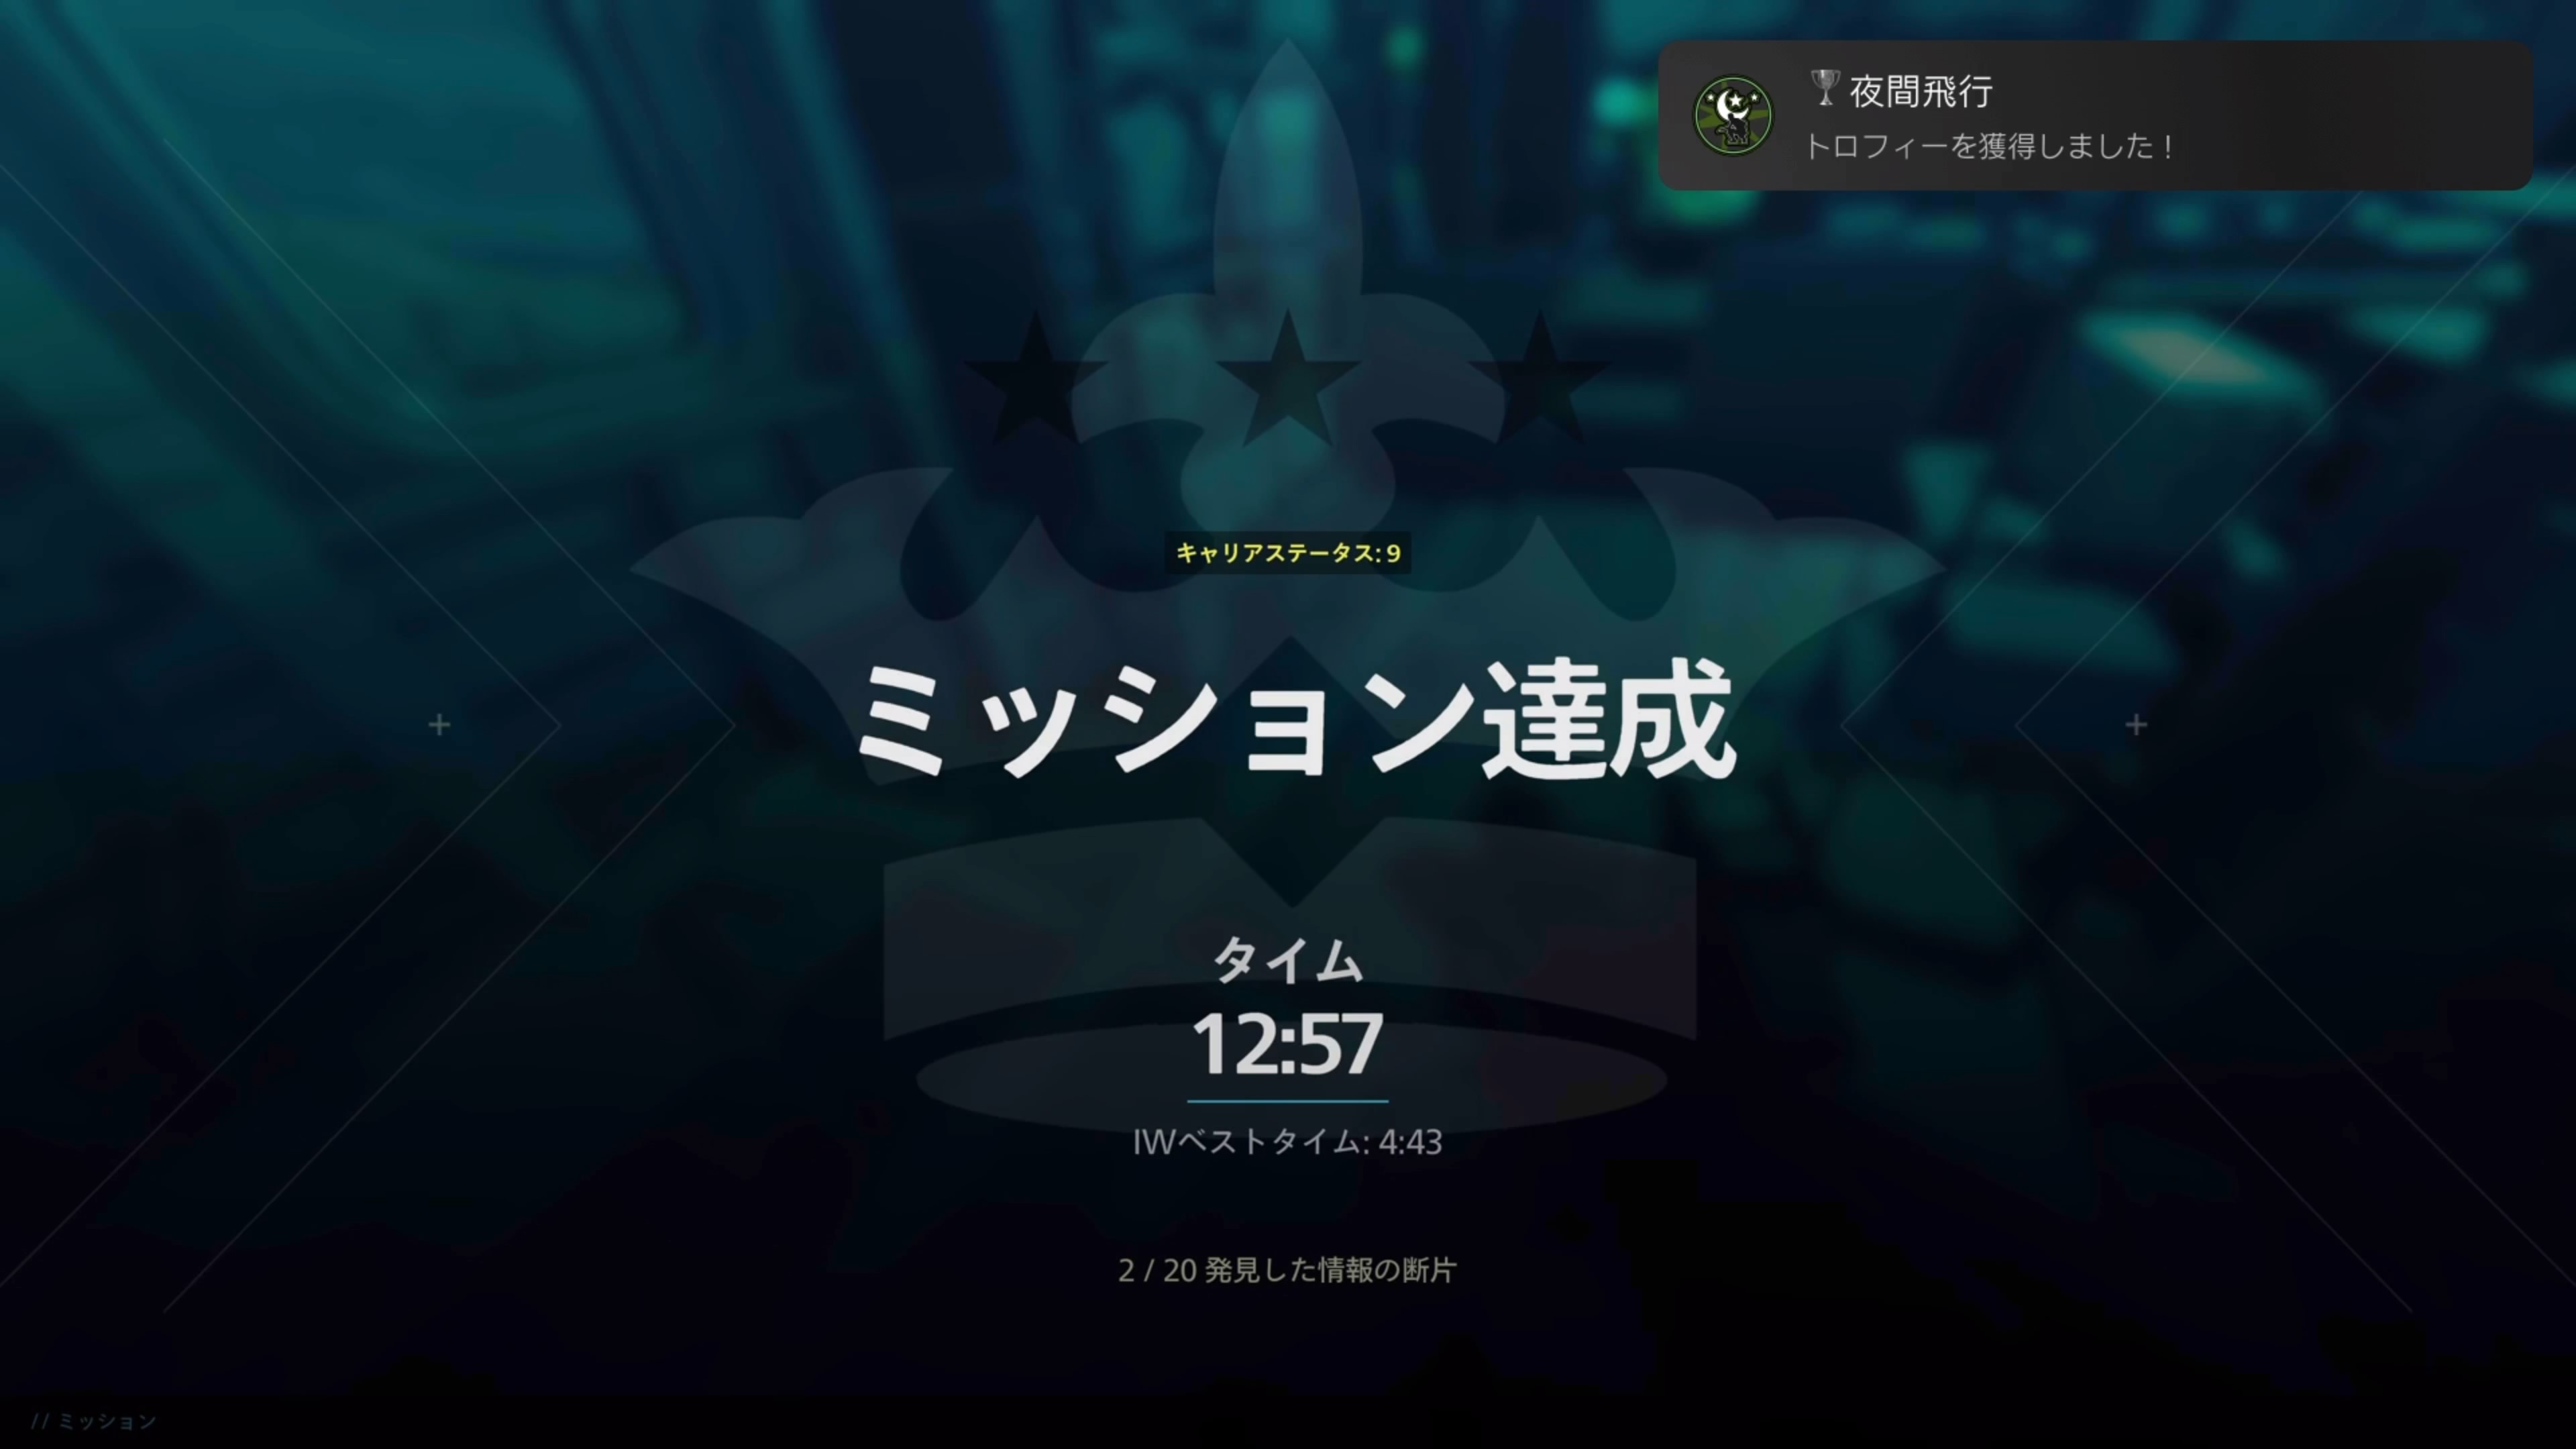 夜間飛行
トロフィーを獲得しました！
キャリアステータス: 9
ミッション達成
タイム
12:57
IWベストタイム: 4:43
2 / 20 発見した情報の断片
// ミッション